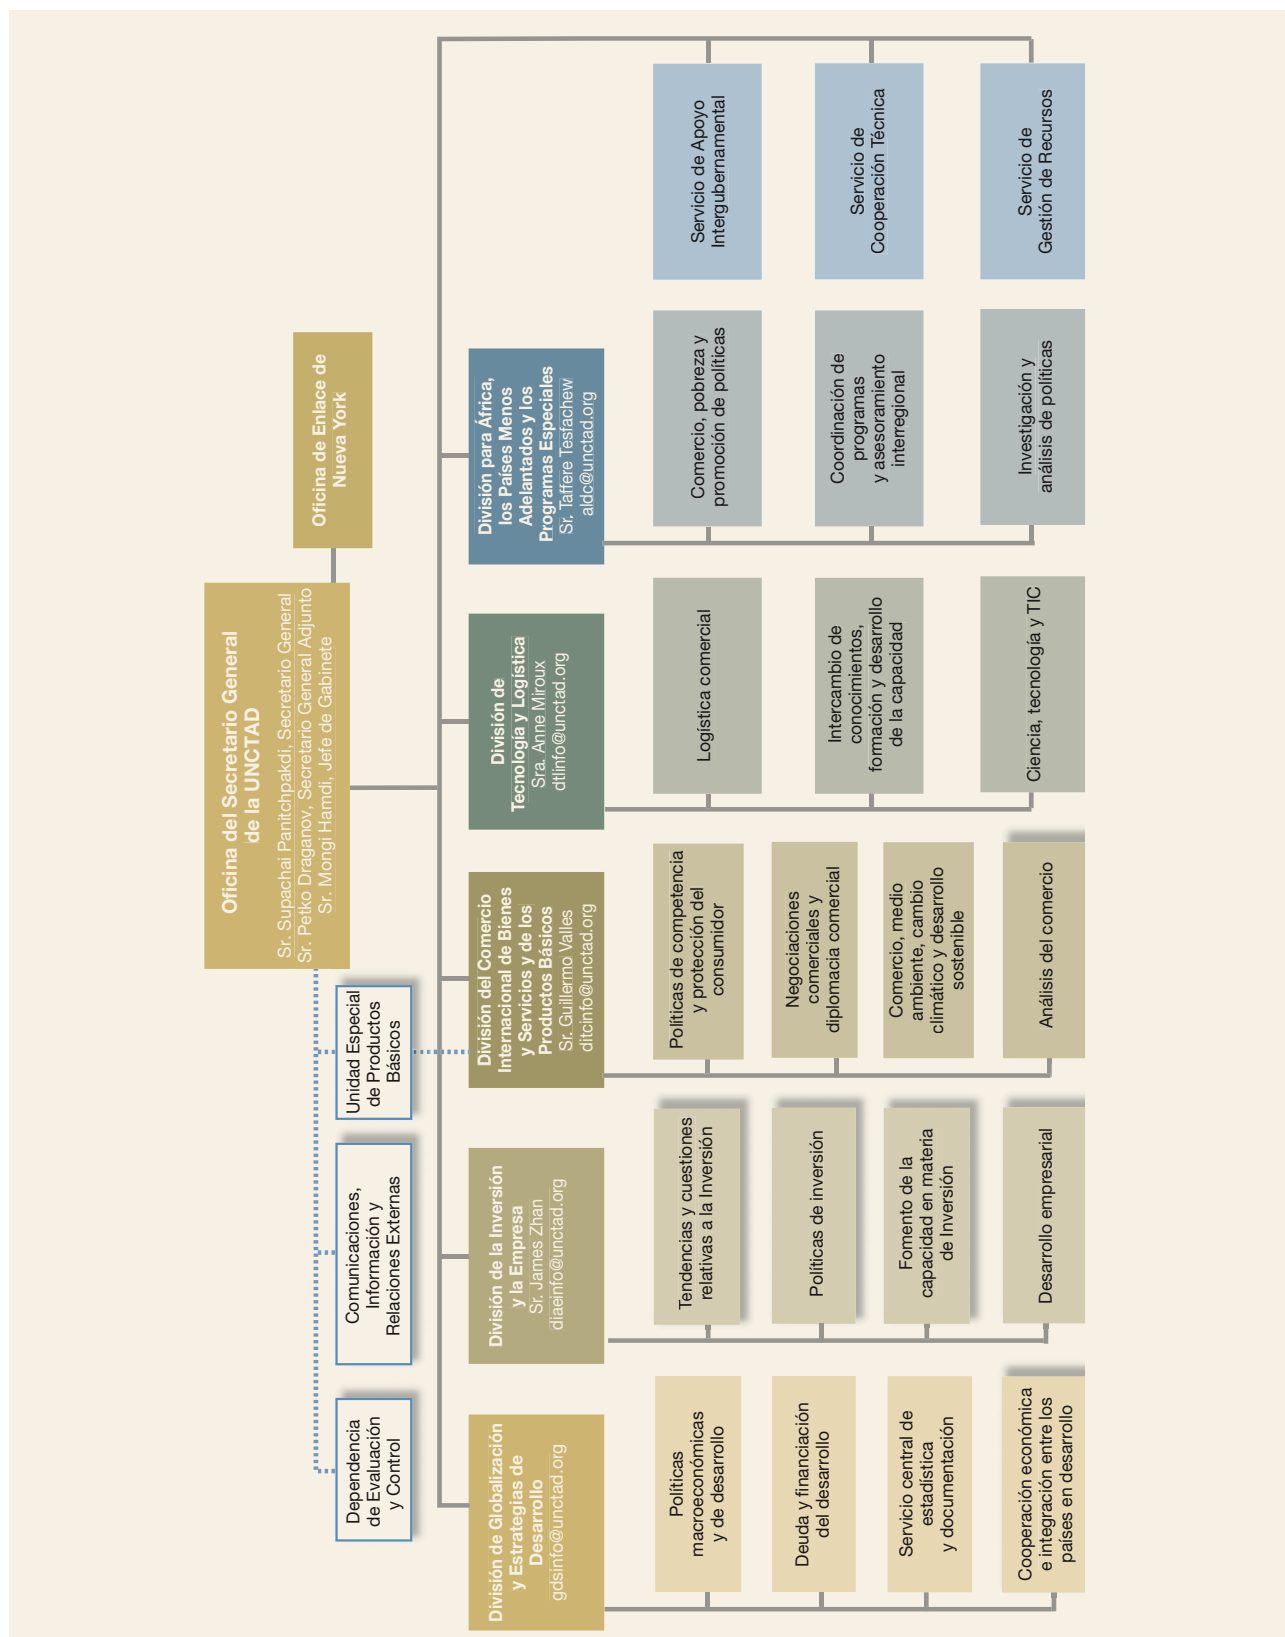 Oficina del Secretario General
de la UNCTAD
Sr. Supachai Panitchpakdi, Secretario General
Sr. Petko Draganov, Secretario General Adjunto
Sr. Mongi Hamdi, Jefe de Gabinete
Oficina de Enlace de
Nueva York
Dependencia
de Evaluación
y Control
Comunicaciones,
Información y
Relaciones Externas
Unidad Especial
de Productos
Básicos
División de Globalización
y Estrategias de
Desarrollo
gdsinfo@unctad.org
Políticas
macroeconómicas
y de desarrollo
Deuda y financiación
del desarrollo
Servicio central de
estadística
y documentación
Cooperación económica
e integración entre los
países en desarrollo
División de la Inversión
y la Empresa
Sr. James Zhan
diaeinfo@unctad.org
Tendencias y cuestiones
relativas a la Inversión
Políticas de inversión
Fomento de la
capacidad en materia
de Inversión
Desarrollo empresarial
División del Comercio
Internacional de Bienes
y Servicios y de los
Productos Básicos
Sr. Guillermo Valles
ditcinfo@unctad.org
Políticas de competencia
y protección del
consumidor
Negociaciones
comerciales y
diplomacia comercial
Comercio, medio
ambiente, cambio
climático y desarrollo
sostenible
Análisis del comercio
División de
Tecnología y Logística
Sra. Anne Miroux
dtlinfo@unctad.org
Logística comercial
Intercambio de
conocimientos,
formación y desarrollo
de la capacidad
Ciencia, tecnología y TIC
División para África,
los Países Menos
Adelantados y los
Programas Especiales
Sr. Taffere Tesfachew
aldc@unctad.org
Comercio, pobreza y
promoción de políticas
Coordinación de
programas
y asesoramiento
interregional
Investigación y
análisis de políticas
Servicio de Apoyo
Intergubernamental
Servicio de
Cooperación Técnica
Servicio de
Gestión de Recursos